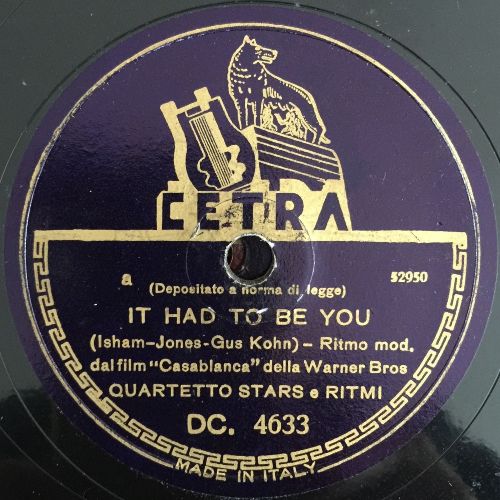 CETRA
a
(Depositato a norma di legge)
52950
IT HAD TO BE YOU
(Isham-Jones-Gus Kohn) - Ritmo mod.
dal film "Casablanca" della Warner Bros
QUARTETTO STARS e RITMI
DC. 4633
MADE IN ITALY